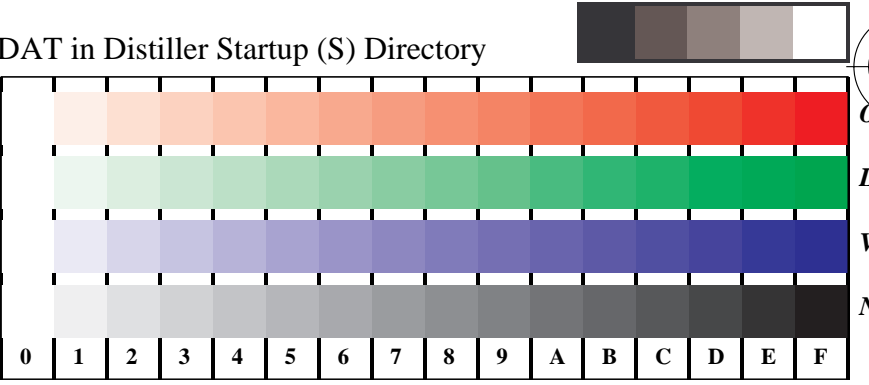 DAT in Distiller Startup (S) Directory
L
V
N
0 1 2 3 4 5 6 7 8 9 A B C D E F